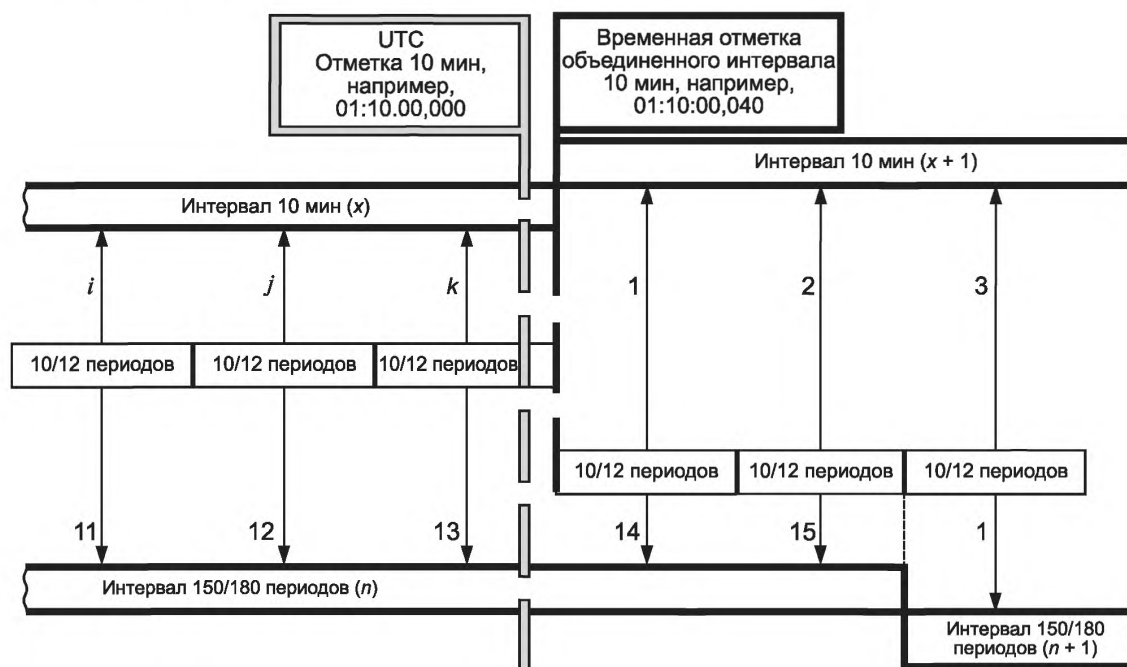 UTC
Отметка 10 мин,
например,
01:10.00,000
Временная отметка
объединенного интервала
10 мин, например,
01:10:00,040
Интервал 10 мин (x + 1)
Интервал 10 мин (x)
i
j
k
1
2
3
10/12 периодов
10/12 периодов
10/12 периодов
10/12 периодов
10/12 периодов
10/12 периодов
11
12
13
14
15
1
Интервал 150/180 периодов (n)
Интервал 150/180
периодов (n + 1)